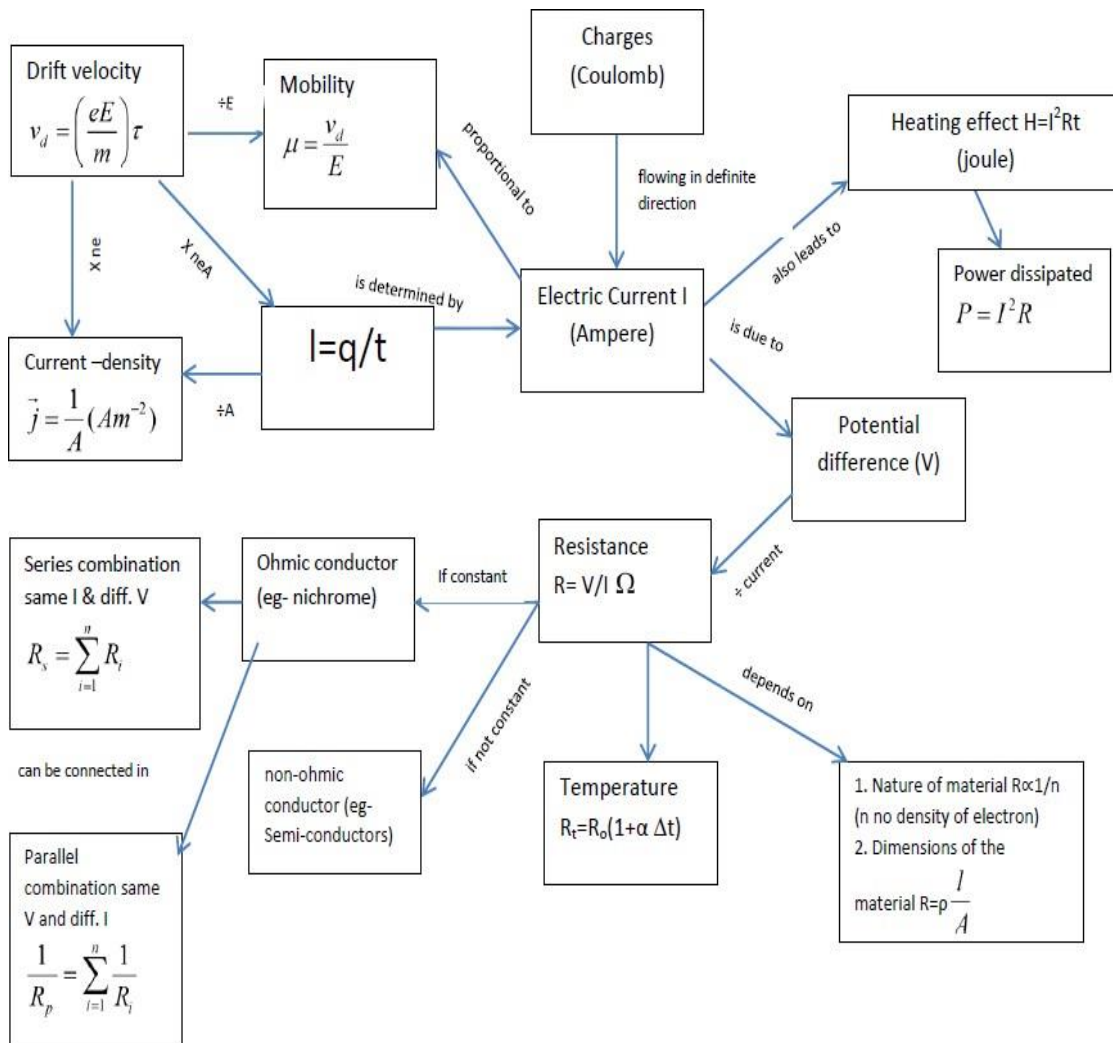 Drift velocity
v_d = (eE/m)τ
÷E
Mobility
μ = v_d/E
Charges
(Coulomb)
proportional to
flowing in definite
direction
Heating effect H=I²Rt
(joule)
also leads to
Power dissipated
P = I²R
X ne
X neA
is determined by
Electric Current I
(Ampere)
is due to
I=q/t
Current –density
j⃗ = 1/A (Am⁻²)
÷A
Potential
difference (V)
÷ current
Series combination
same I & diff. V
R_s = ∑_{i=1}^{n} R_i
Ohmic conductor
(eg- nichrome)
If constant
Resistance
R= V/I Ω
if not constant
depends on
can be connected in
non-ohmic
conductor (eg-
Semi-conductors)
Temperature
Rₜ=Rₒ(1+α Δt)
1. Nature of material R∝1/n
(n no density of electron)
2. Dimensions of the
material R=ρ l/A
Parallel
combination same
V and diff. I
1/R_p = ∑_{i=1}^{n} 1/R_i